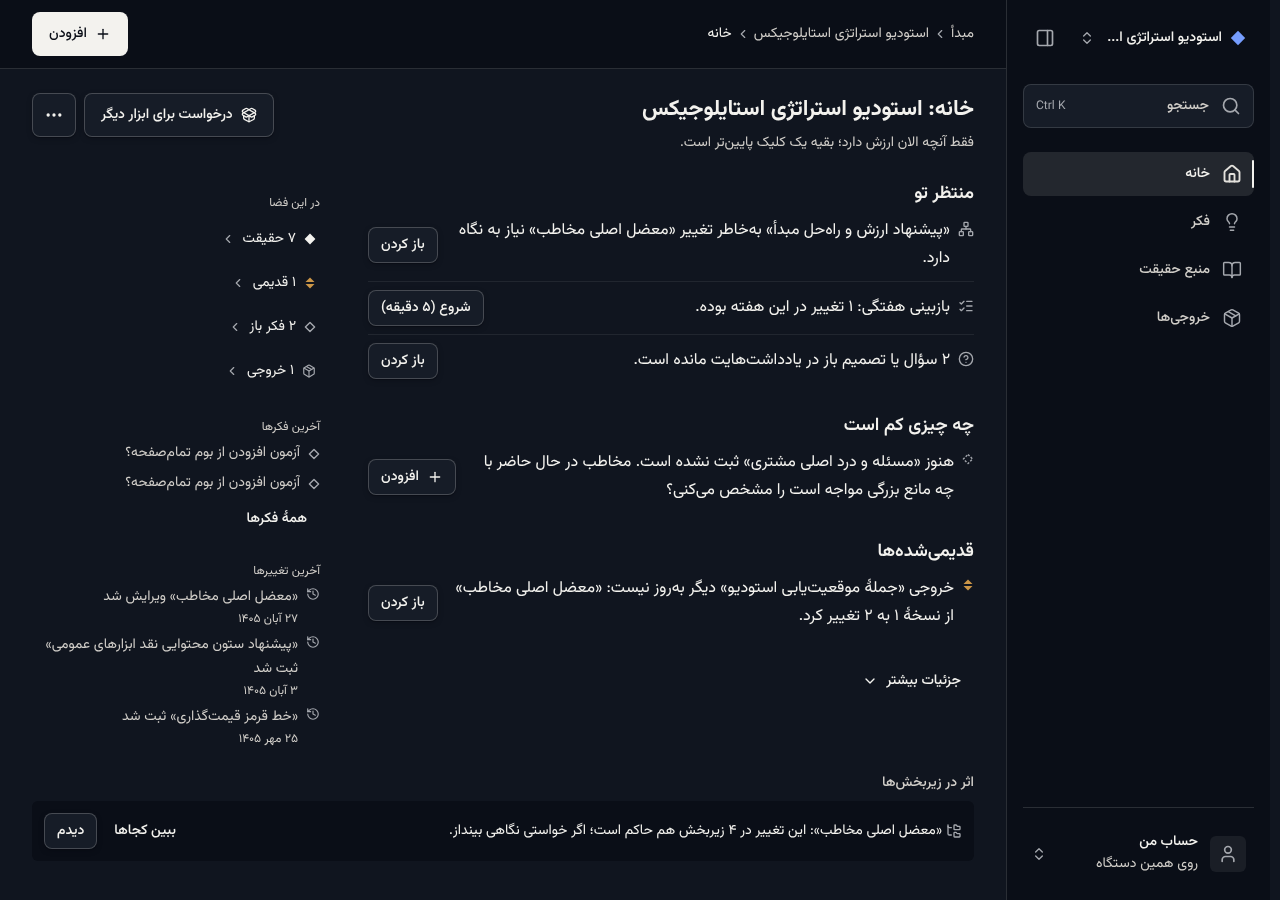 استودیو استراتژی ا...
جستجو
Ctrl K
خانه
فکر
منبع حقیقت
خروجی‌ها
حساب من
روی همین دستگاه
مبدأ
استودیو استراتژی استایلوجیکس
خانه
افزودن
خانه: استودیو استراتژی استایلوجیکس
فقط آنچه الان ارزش دارد؛ بقیه یک کلیک پایین‌تر است.
درخواست برای ابزار دیگر
منتظر تو
«پیشنهاد ارزش و راه‌حل مبدأ» به‌خاطر تغییر «معضل اصلی مخاطب» نیاز به نگاه
دارد.
باز کردن
بازبینی هفتگی: ۱ تغییر در این هفته بوده.
شروع (۵ دقیقه)
۲ سؤال یا تصمیم باز در یادداشت‌هایت مانده است.
باز کردن
چه چیزی کم است
هنوز «مسئله و درد اصلی مشتری» ثبت نشده است. مخاطب در حال حاضر با
چه مانع بزرگی مواجه است را مشخص می‌کنی؟
افزودن
قدیمی‌شده‌ها
خروجی «جملهٔ موقعیت‌یابی استودیو» دیگر به‌روز نیست: «معضل اصلی مخاطب»
از نسخهٔ ۱ به ۲ تغییر کرد.
باز کردن
جزئیات بیشتر
در این فضا
۷ حقیقت
۱ قدیمی
۲ فکر باز
۱ خروجی
آخرین فکرها
آزمون افزودن از بوم تمام‌صفحه؟
آزمون افزودن از بوم تمام‌صفحه؟
همهٔ فکرها
آخرین تغییرها
«معضل اصلی مخاطب» ویرایش شد
۲۷ آبان ۱۴۰۵
«پیشنهاد ستون محتوایی نقد ابزارهای عمومی»
ثبت شد
۳ آبان ۱۴۰۵
«خط قرمز قیمت‌گذاری» ثبت شد
۲۵ مهر ۱۴۰۵
اثر در زیربخش‌ها
«معضل اصلی مخاطب»: این تغییر در ۴ زیربخش هم حاکم است؛ اگر خواستی نگاهی بینداز.
ببین کجاها
دیدم